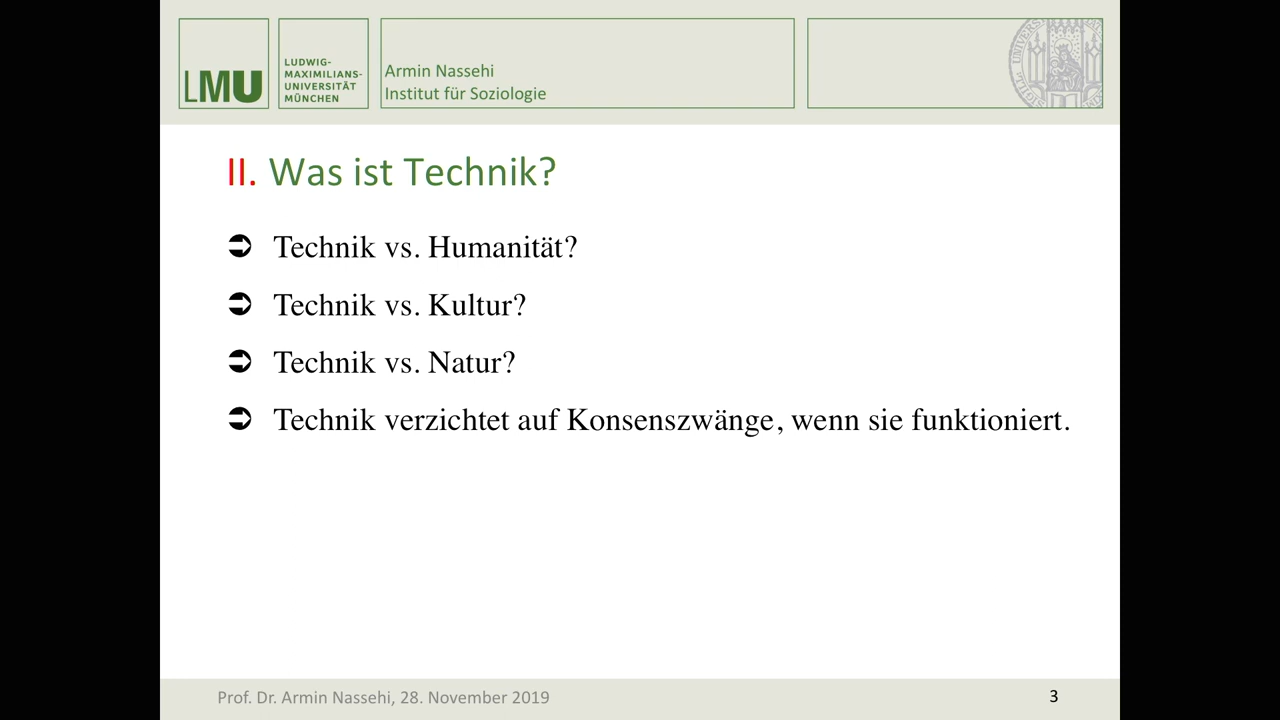 LMU
LUDWIG-
MAXIMILIANS-
UNIVERSITÄT
MÜNCHEN
Armin Nassehi
Institut für Soziologie
II. Was ist Technik?
Technik vs. Humanität?
Technik vs. Kultur?
Technik vs. Natur?
Technik verzichtet auf Konsenszwänge, wenn sie funktioniert.
Prof. Dr. Armin Nassehi, 28. November 2019
3